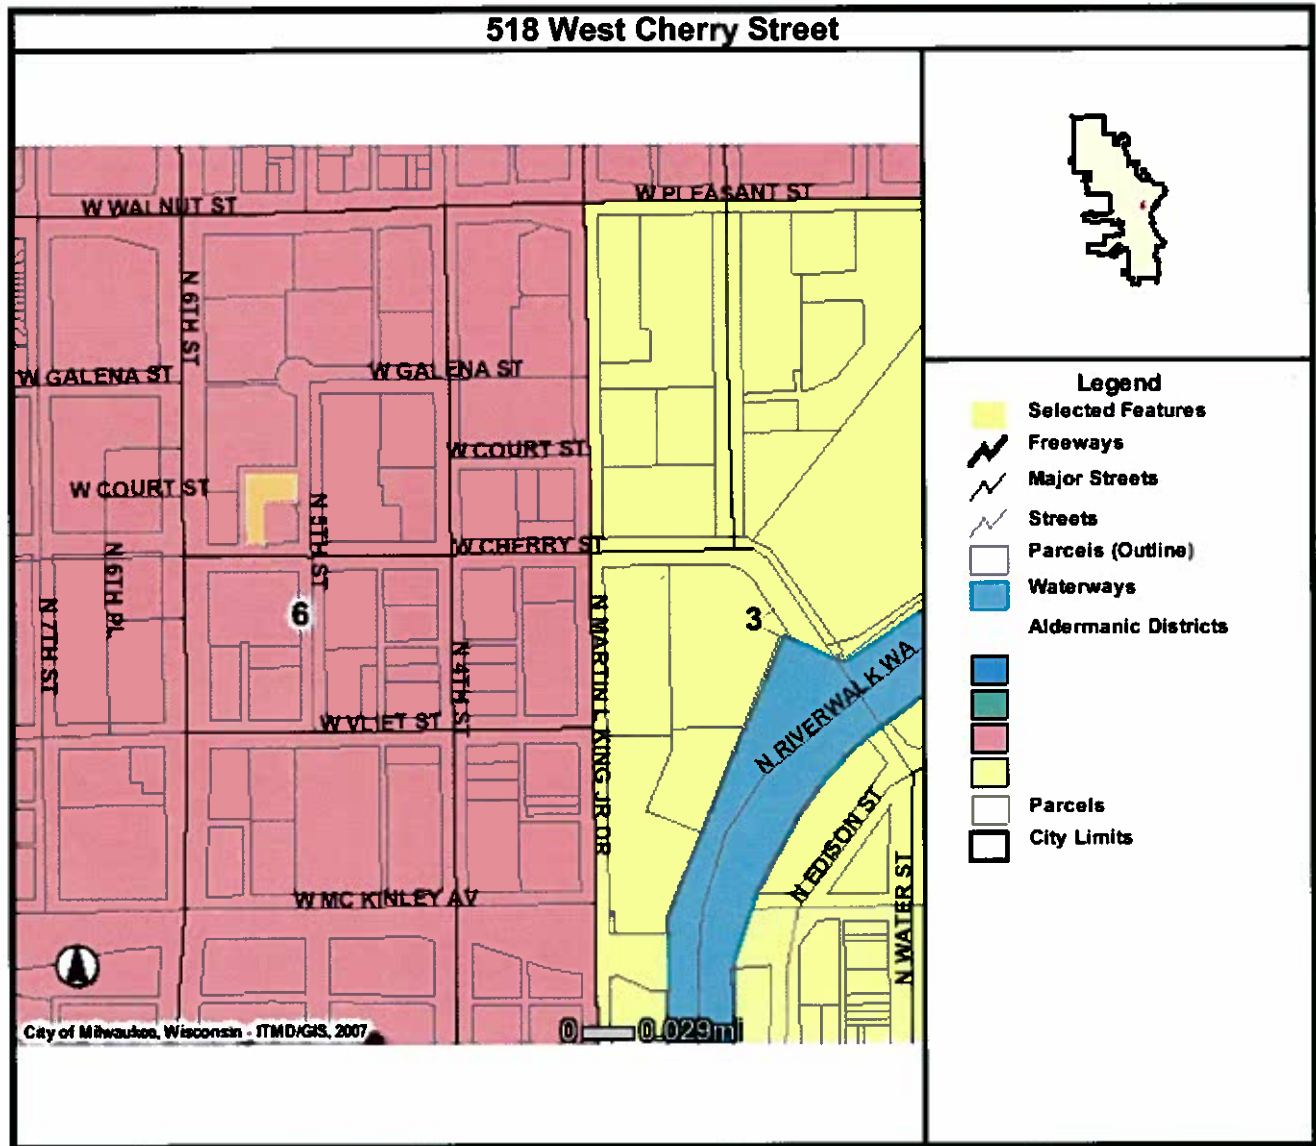 518 West Cherry Street
W PLEASANT ST
W WALNUT ST
N 6TH ST
W GALENA ST
W GALENA ST
W COURT ST
W COURT ST
N 5TH ST
W CHERRY ST
N 6TH PL
N 7TH ST
6
3
N MARTIN L KING JR DR
N 4TH ST
N RIVERWALK WA
W VLIET ST
N EDISON ST
N WATER ST
W MC KINLEY AV
City of Milwaukee, Wisconsin - ITMD/GIS, 2007
0 0.029mi
Legend
Selected Features
Freeways
Major Streets
Streets
Parcels (Outline)
Waterways
Aldermanic Districts
Parcels
City Limits